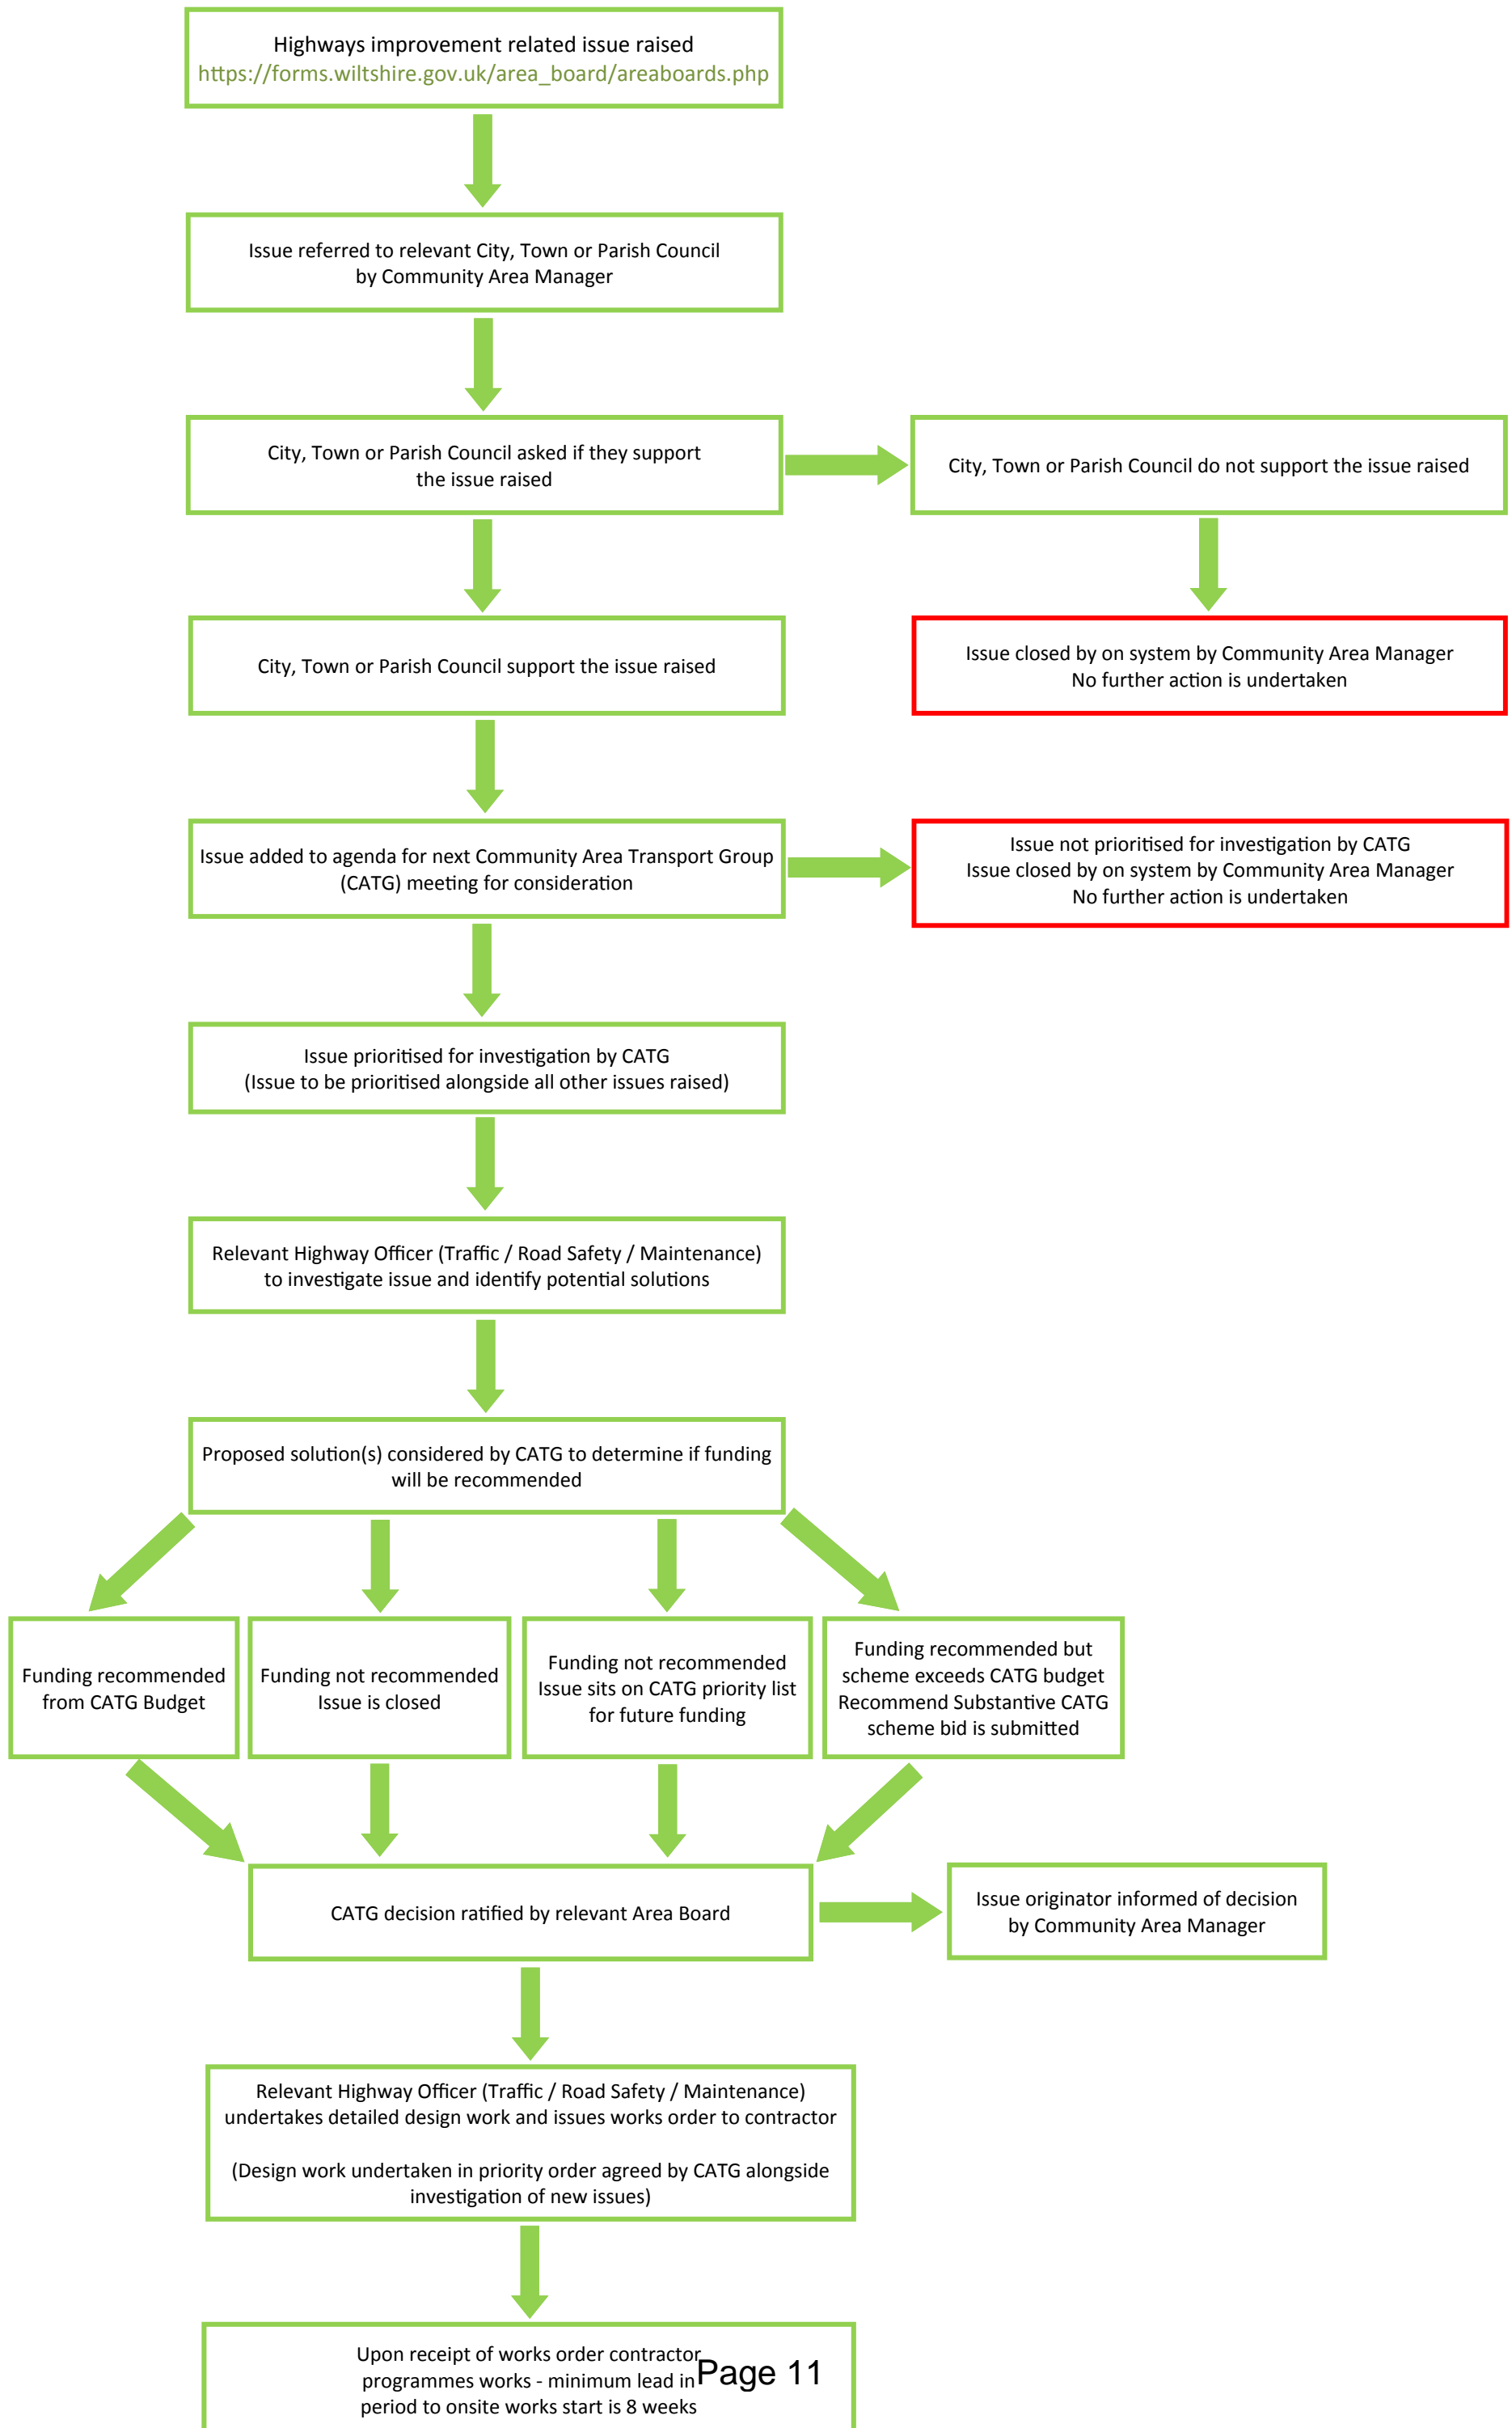 Highways improvement related issue raised
https://forms.wiltshire.gov.uk/area_board/areaboards.php
Issue referred to relevant City, Town or Parish Council
by Community Area Manager
City, Town or Parish Council asked if they support
the issue raised
City, Town or Parish Council do not support the issue raised
City, Town or Parish Council support the issue raised
Issue closed by on system by Community Area Manager
No further action is undertaken
Issue added to agenda for next Community Area Transport Group
(CATG) meeting for consideration
Issue not prioritised for investigation by CATG
Issue closed by on system by Community Area Manager
No further action is undertaken
Issue prioritised for investigation by CATG
(Issue to be prioritised alongside all other issues raised)
Relevant Highway Officer (Traffic / Road Safety / Maintenance)
to investigate issue and identify potential solutions
Proposed solution(s) considered by CATG to determine if funding
will be recommended
Funding recommended
from CATG Budget
Funding not recommended
Issue is closed
Funding not recommended
Issue sits on CATG priority list
for future funding
Funding recommended but
scheme exceeds CATG budget
Recommend Substantive CATG
scheme bid is submitted
CATG decision ratified by relevant Area Board
Issue originator informed of decision
by Community Area Manager
Relevant Highway Officer (Traffic / Road Safety / Maintenance)
undertakes detailed design work and issues works order to contractor
(Design work undertaken in priority order agreed by CATG alongside
investigation of new issues)
Upon receipt of works order contractor
programmes works - minimum lead in
period to onsite works start is 8 weeks
Page 11